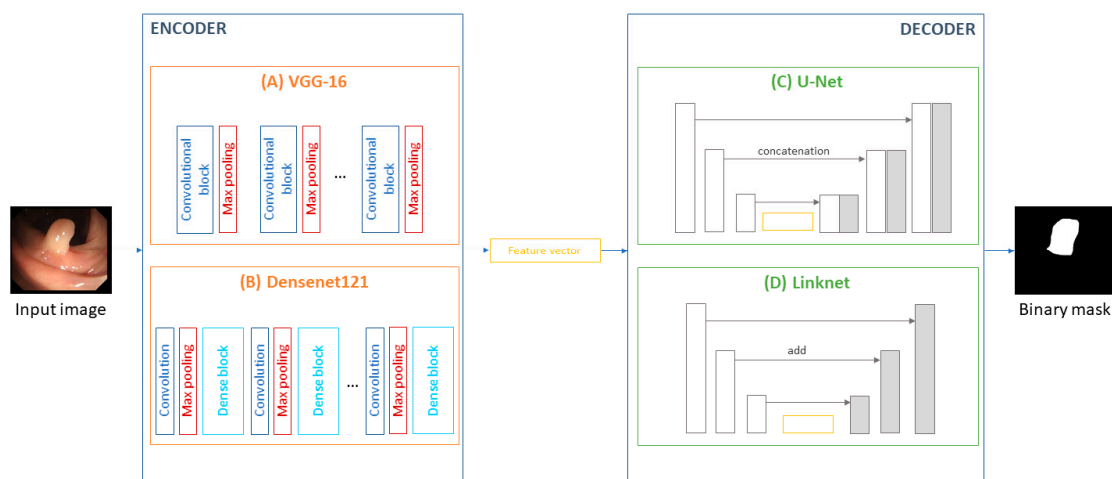 ENCODER
DECODER
(A) VGG-16
Convolutional
block
Max pooling
Convolutional
block
Max pooling
...
Convolutional
block
Max pooling
(B) Densenet121
Convolution
Max pooling
Dense block
Convolution
Max pooling
Dense block
...
Convolution
Max pooling
Dense block
Input image
Feature vector
(C) U-Net
concatenation
(D) Linknet
add
Binary mask